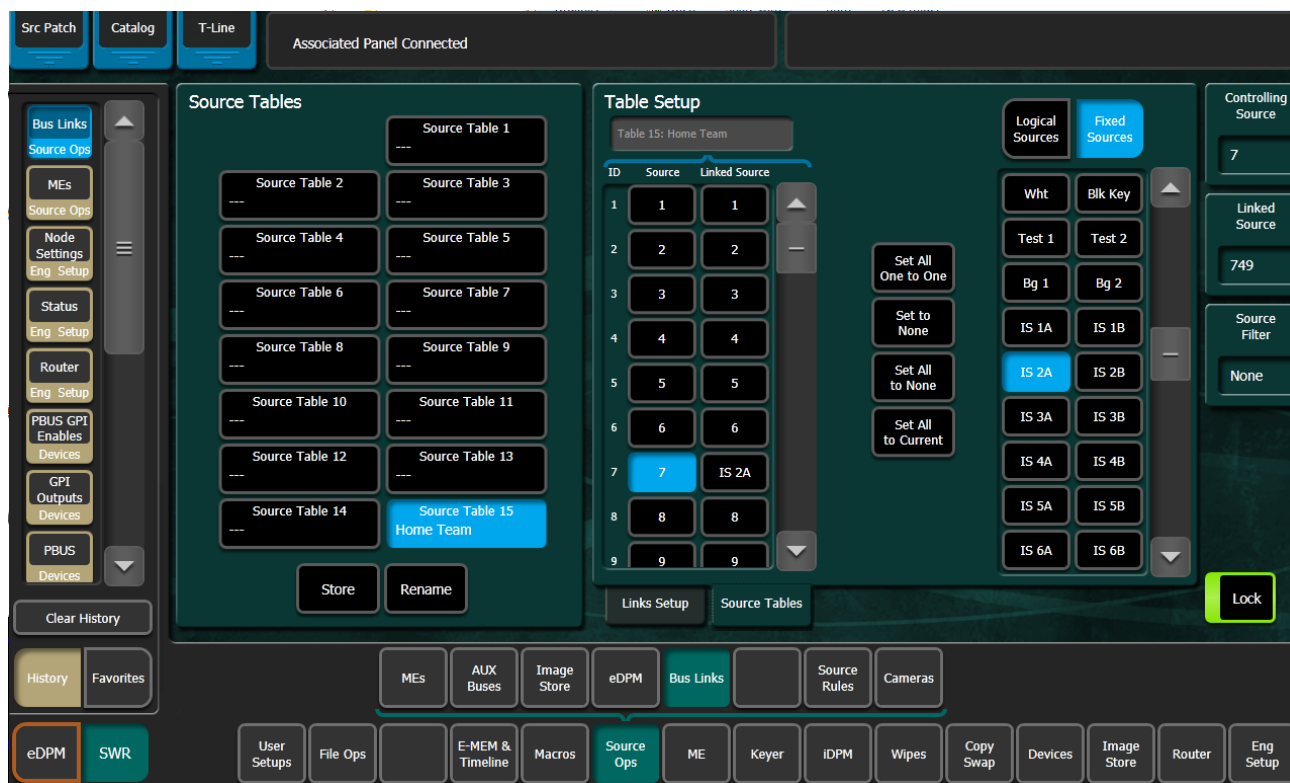 Src Patch
Catalog
T-Line
Associated Panel Connected
Bus Links
Source Ops
MEs
Source Ops
Node
Settings
Eng Setup
Status
Eng Setup
Router
Eng Setup
PBUS GPI
Enables
Devices
GPI
Outputs
Devices
PBUS
Devices
Clear History
History
Favorites
eDPM
SWR
Source Tables
Source Table 1
---
Source Table 2
---
Source Table 3
---
Source Table 4
---
Source Table 5
---
Source Table 6
---
Source Table 7
---
Source Table 8
---
Source Table 9
---
Source Table 10
---
Source Table 11
---
Source Table 12
---
Source Table 13
---
Source Table 14
---
Source Table 15
Home Team
Store
Rename
Table Setup
Table 15: Home Team
ID Source Linked Source
1 1 1
2 2 2
3 3 3
4 4 4
5 5 5
6 6 6
7 7 IS 2A
8 8 8
9 9 9
Set All
One to One
Set to
None
Set All
to None
Set All
to Current
Logical
Sources
Fixed
Sources
Wht Blk Key
Test 1 Test 2
Bg 1 Bg 2
IS 1A IS 1B
IS 2A IS 2B
IS 3A IS 3B
IS 4A IS 4B
IS 5A IS 5B
IS 6A IS 6B
Links Setup
Source Tables
Controlling
Source
7
Linked
Source
749
Source
Filter
None
Lock
MEs
AUX
Buses
Image
Store
eDPM
Bus Links
Source
Rules
Cameras
User
Setups
File Ops
E-MEM &
Timeline
Macros
Source
Ops
ME
Keyer
iDPM
Wipes
Copy
Swap
Devices
Image
Store
Router
Eng
Setup